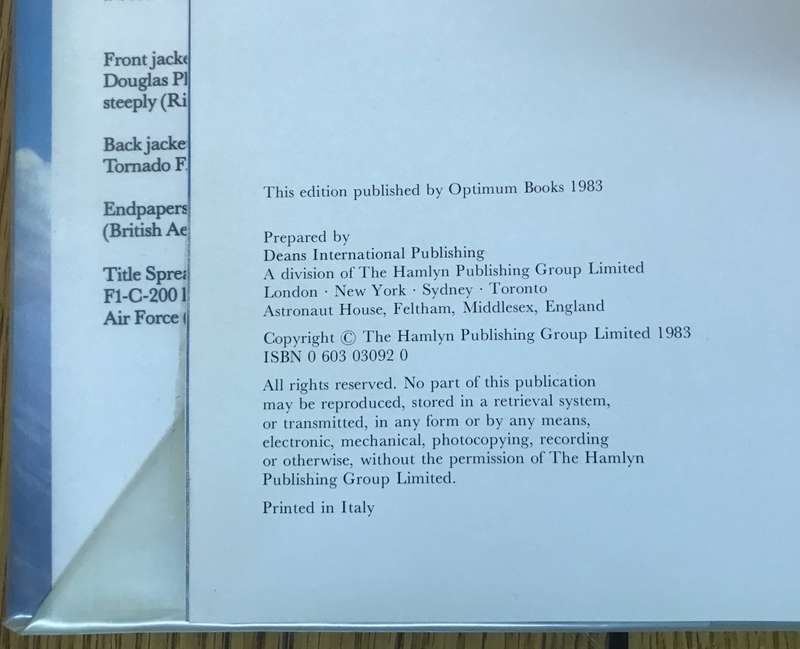 Front jacke
Douglas Pl
steeply (Ri
Back jacke
Tornado F.
Endpapers
(British Ae
Title Sprea
F1-C-200 l
Air Force (
This edition published by Optimum Books 1983
Prepared by
Deans International Publishing
A division of The Hamlyn Publishing Group Limited
London · New York · Sydney · Toronto
Astronaut House, Feltham, Middlesex, England
Copyright © The Hamlyn Publishing Group Limited 1983
ISBN 0 603 03092 0
All rights reserved. No part of this publication
may be reproduced, stored in a retrieval system,
or transmitted, in any form or by any means,
electronic, mechanical, photocopying, recording
or otherwise, without the permission of The Hamlyn
Publishing Group Limited.
Printed in Italy